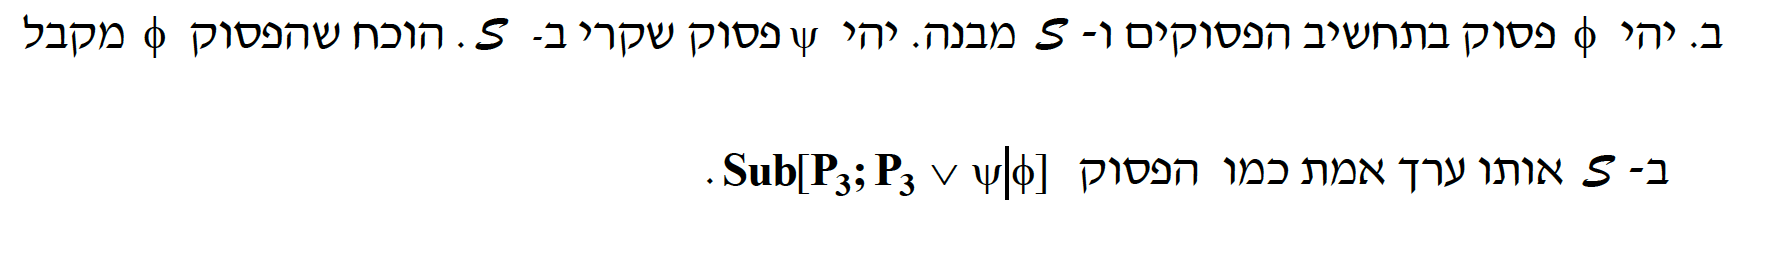 ב. יהי ϕ פסוק בתחשיב הפסוקים ו- S מבנה. יהי ψ פסוק שקרי ב- S. הוכח שהפסוק ϕ מקבל
ב- S אותו ערך אמת כמו הפסוק Sub[P₃; P₃ ∨ ψ|ϕ].